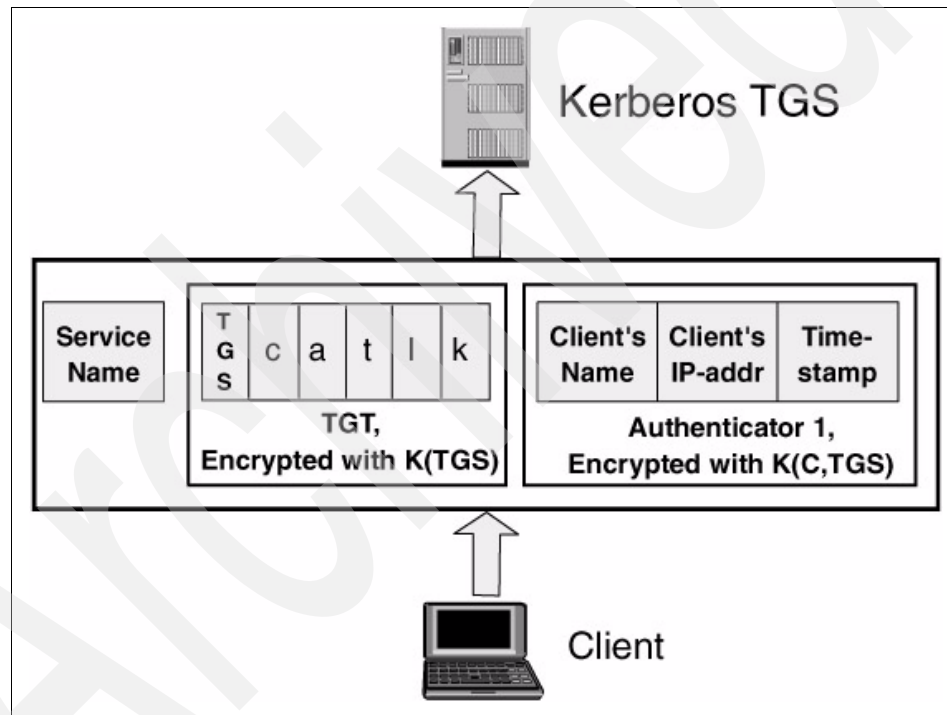 Kerberos TGS
Service
Name
T
G
S
c a t l k
TGT,
Encrypted with K(TGS)
Client's
Name
Client's
IP-addr
Time-
stamp
Authenticator 1,
Encrypted with K(C,TGS)
Client
Archived